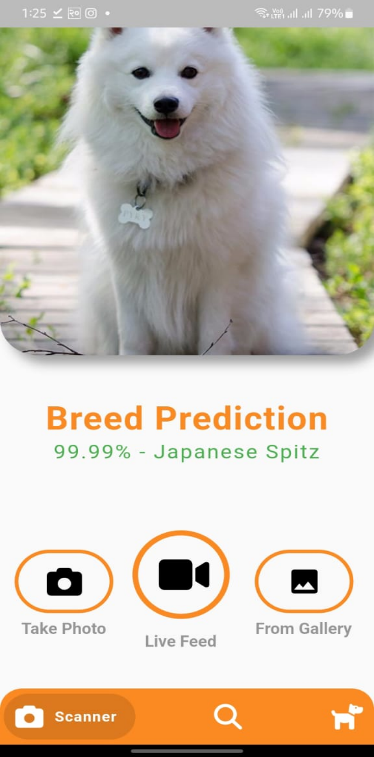 1:25 79%
Breed Prediction
99.99% - Japanese Spitz
Take Photo
Live Feed
From Gallery
Scanner